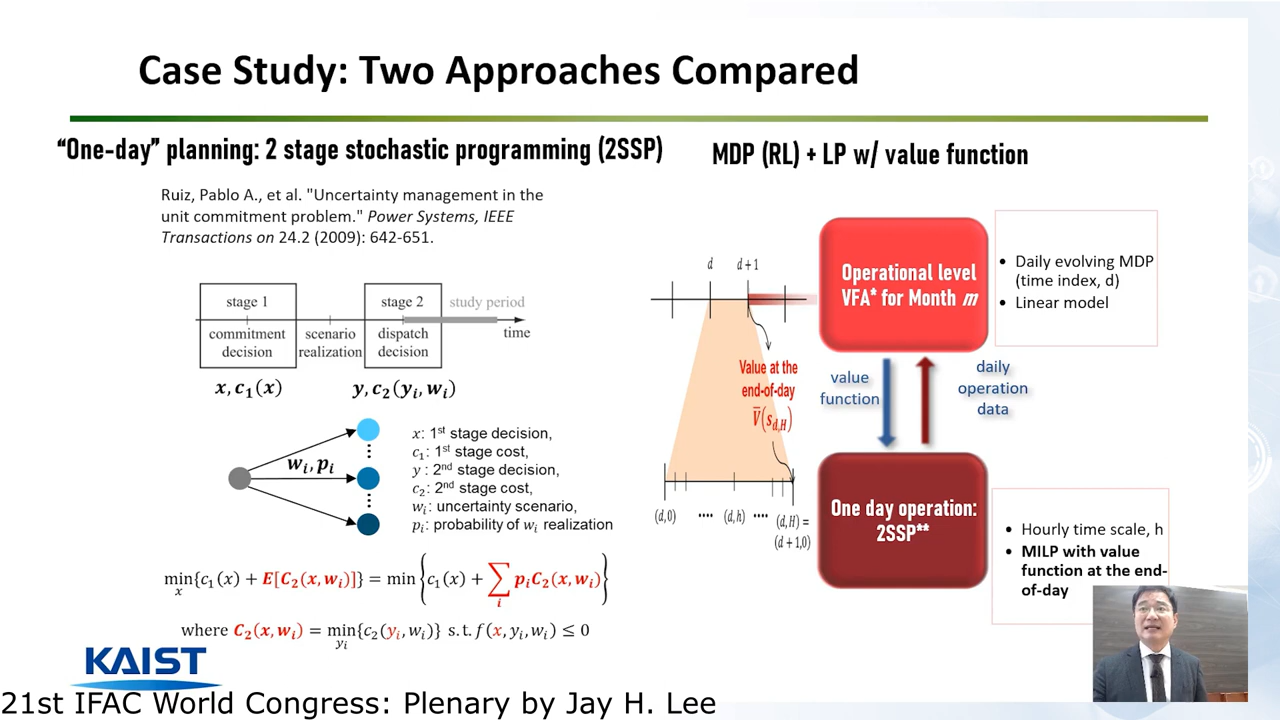 Case Study: Two Approaches Compared
“One-day” planning: 2 stage stochastic programming (2SSP)
Ruiz, Pablo A., et al. "Uncertainty management in the
unit commitment problem." Power Systems, IEEE
Transactions on 24.2 (2009): 642-651.
stage 1
stage 2
study period
commitment
decision
scenario
realization
dispatch
decision
time
x, c₁(x)
y, c₂(yᵢ, wᵢ)
wᵢ, pᵢ
x: 1st stage decision,
c₁: 1st stage cost,
y : 2nd stage decision,
c₂: 2nd stage cost,
wᵢ: uncertainty scenario,
pᵢ: probability of wᵢ realization
min{c₁(x) + E[C₂(x, wᵢ)]} = min {c₁(x) + ∑ pᵢC₂(x, wᵢ)}
x
i
where C₂(x, wᵢ) = min{c₂(yᵢ, wᵢ)} s. t. f(x, yᵢ, wᵢ) ≤ 0
yᵢ
MDP (RL) + LP w/ value function
d
d+1
Value at the
end-of-day
V̄(s_{d,H})
(d,0)
....
(d,h)
....
(d,H) =
(d+1,0)
Operational level
VFA* for Month m
• Daily evolving MDP
(time index, d)
• Linear model
value
function
daily
operation
data
One day operation:
2SSP**
• Hourly time scale, h
• MILP with value
function at the end-
of-day
KAIST
21st IFAC World Congress: Plenary by Jay H. Lee